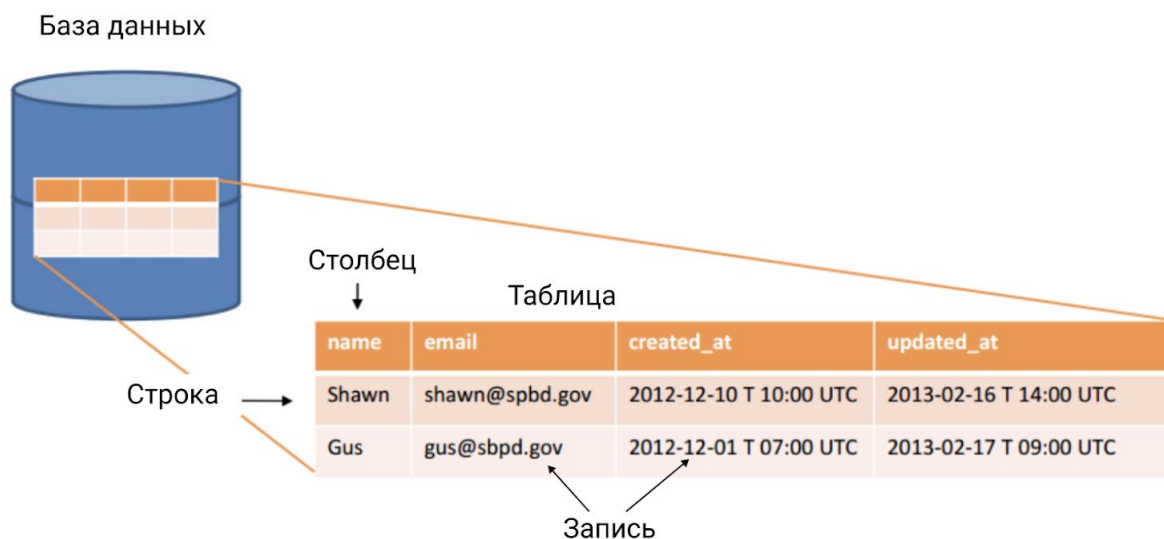 База данных
Столбец
Таблица
name email created_at updated_at
Строка
Shawn shawn@spbd.gov 2012-12-10 T 10:00 UTC 2013-02-16 T 14:00 UTC
Gus gus@sbpd.gov 2012-12-01 T 07:00 UTC 2013-02-17 T 09:00 UTC
Запись